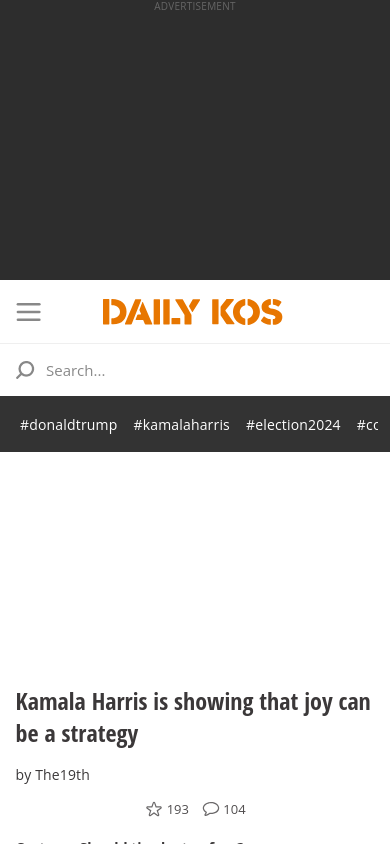 ADVERTISEMENT
DAILY KOS
Search...
#donaldtrump #kamalaharris #election2024
Kamala Harris is showing that joy can
be a strategy
by The19th
193 104